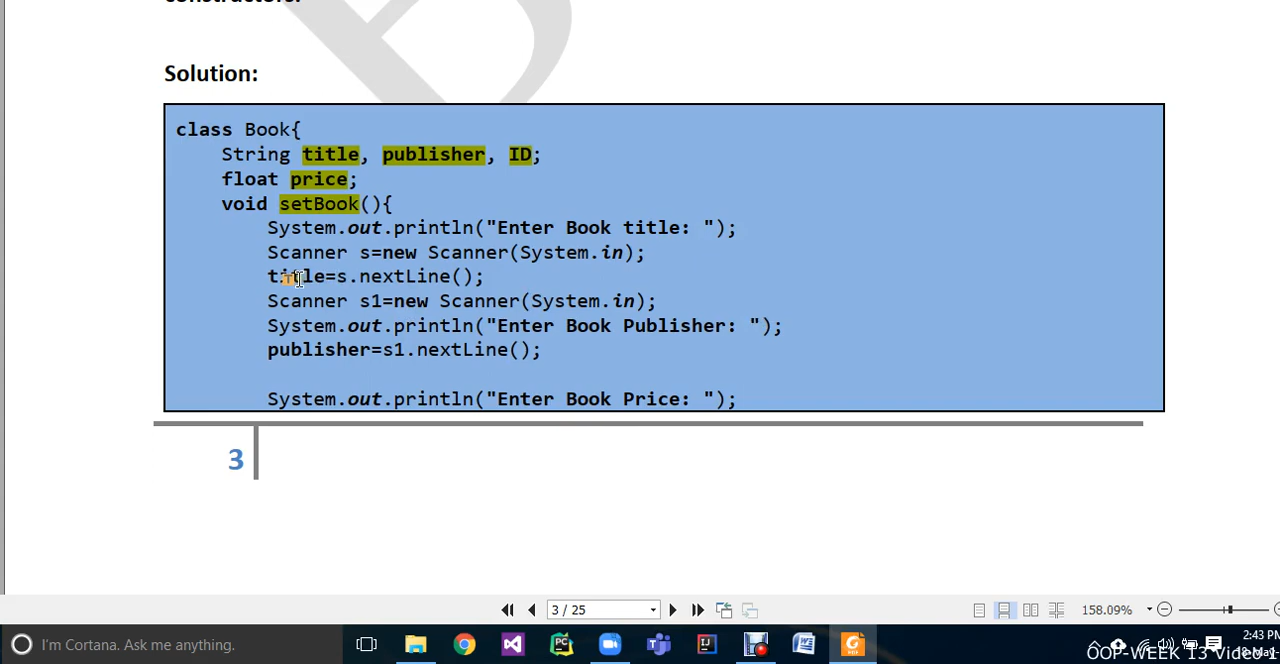 constructors.
Solution:
class Book{
String title, publisher, ID;
float price;
void setBook(){
System.out.println("Enter Book title: ");
Scanner s=new Scanner(System.in);
title=s.nextLine();
Scanner s1=new Scanner(System.in);
System.out.println("Enter Book Publisher: ");
publisher=s1.nextLine();
System.out.println("Enter Book Price: ");
3
3 / 25
158.09%
I'm Cortana. Ask me anything.
2:43 PM
OOP-WEEK 13 Video-1